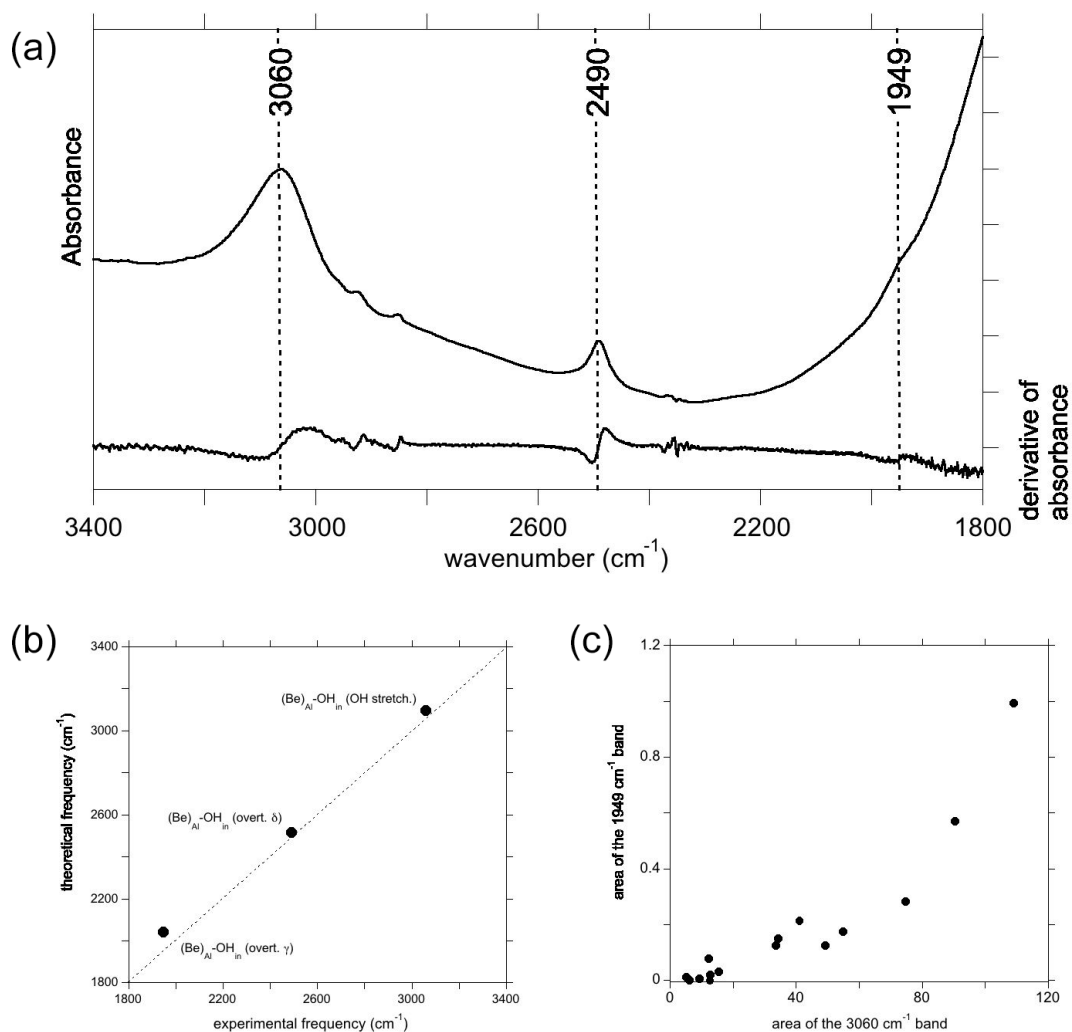 (a)
3060
2490
1949
Absorbance
derivative of
absorbance
3400
3000
2600
2200
1800
wavenumber (cm⁻¹)
(b)
3400
3000
2600
2200
1800
theoretical frequency (cm⁻¹)
(Be)Al-OHin (OH stretch.)
(Be)Al-OHin (overt. δ)
(Be)Al-OHin (overt. γ)
1800
2200
2600
3000
3400
experimental frequency (cm⁻¹)
(c)
1.2
0.8
0.4
0
area of the 1949 cm⁻¹ band
0
40
80
120
area of the 3060 cm⁻¹ band